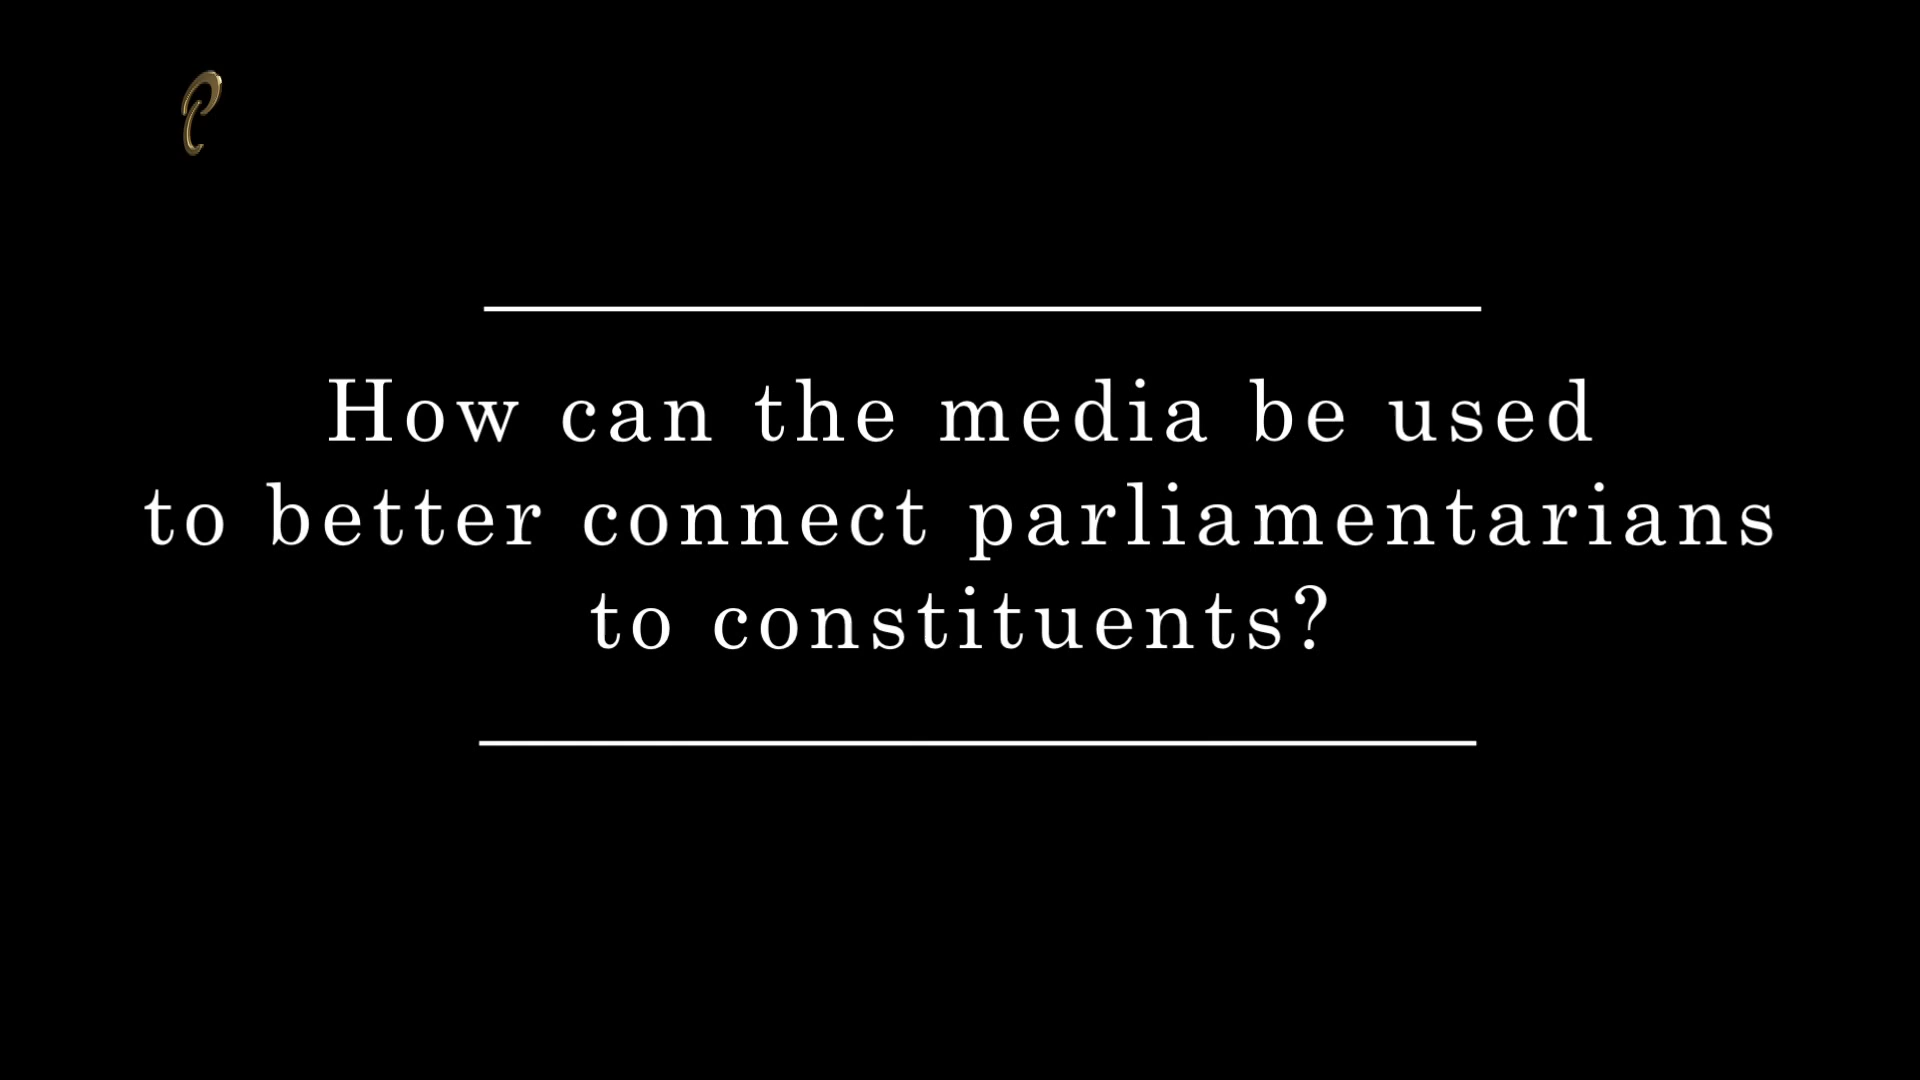 How can the media be used
to better connect parliamentarians
to constituents?